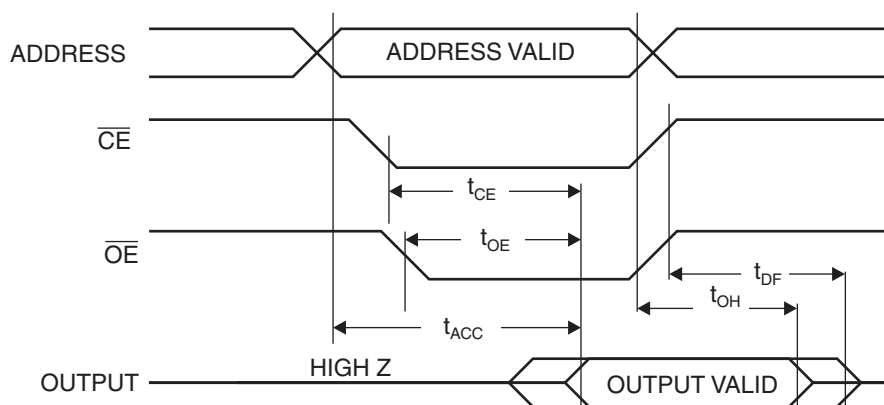 ADDRESS
ADDRESS VALID
CE
tCE
OE
tOE
tDF
tOH
tACC
HIGH Z
OUTPUT
OUTPUT VALID